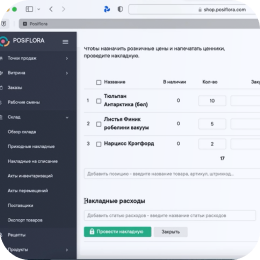 shop.posiflora.com
Posiflora
POSIFLORA
Точки продаж
Витрина
Заказы
Рабочие смены
Склад
Обзор склада
Приходные накладные
Накладные на списание
Акты инвентаризаций
Акты перемещений
Поставщики
Экспорт товаров
Рецепты
Продукты
Чтобы назначить розничные цены и напечатать ценники,
проведите накладную.
Название В наличии Кол-во
1 Тюльпан Антарктика (бел) 0 10
2 Листья Финик робелини вакуум 0 5
3 Нарцисс Крэгфорд 0 2
17
Добавить позицию - введите название товара, артикул, штрихкод...
Накладные расходы
Добавить статью расходов - введите название статьи расходов
Провести накладную Закрыть